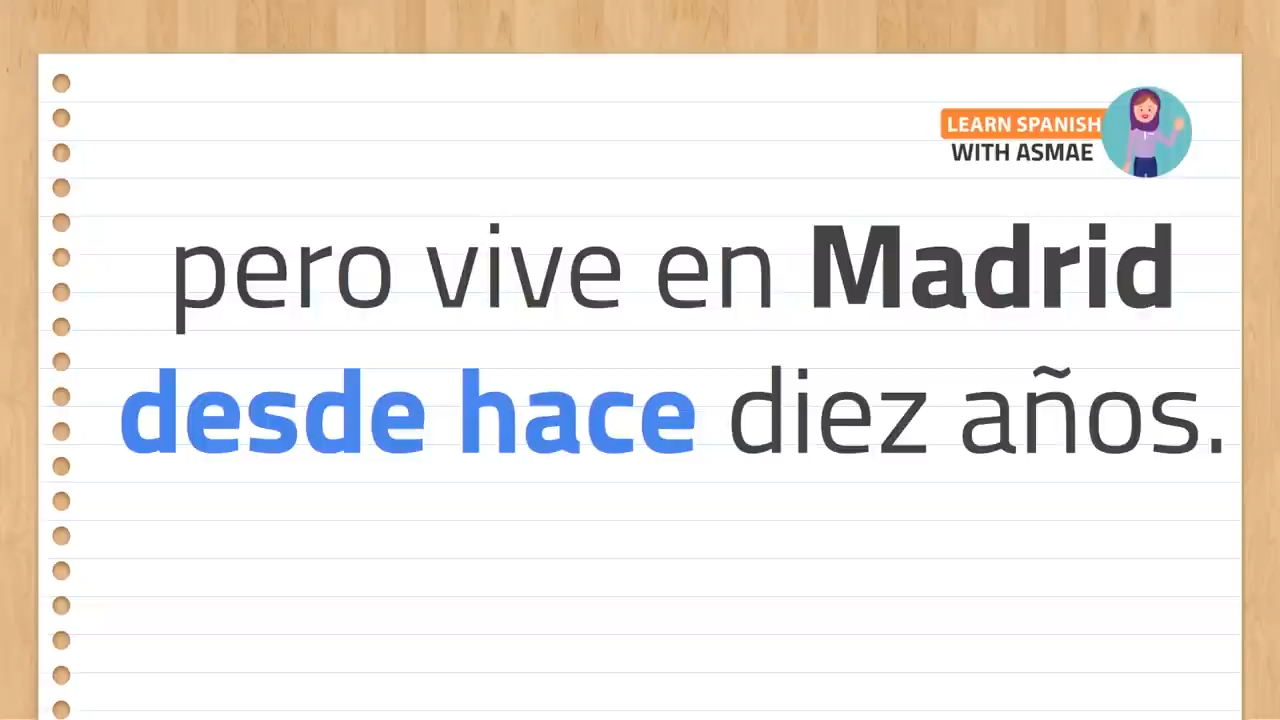 LEARN SPANISH
WITH ASMAE
pero vive en Madrid
desde hace diez años.